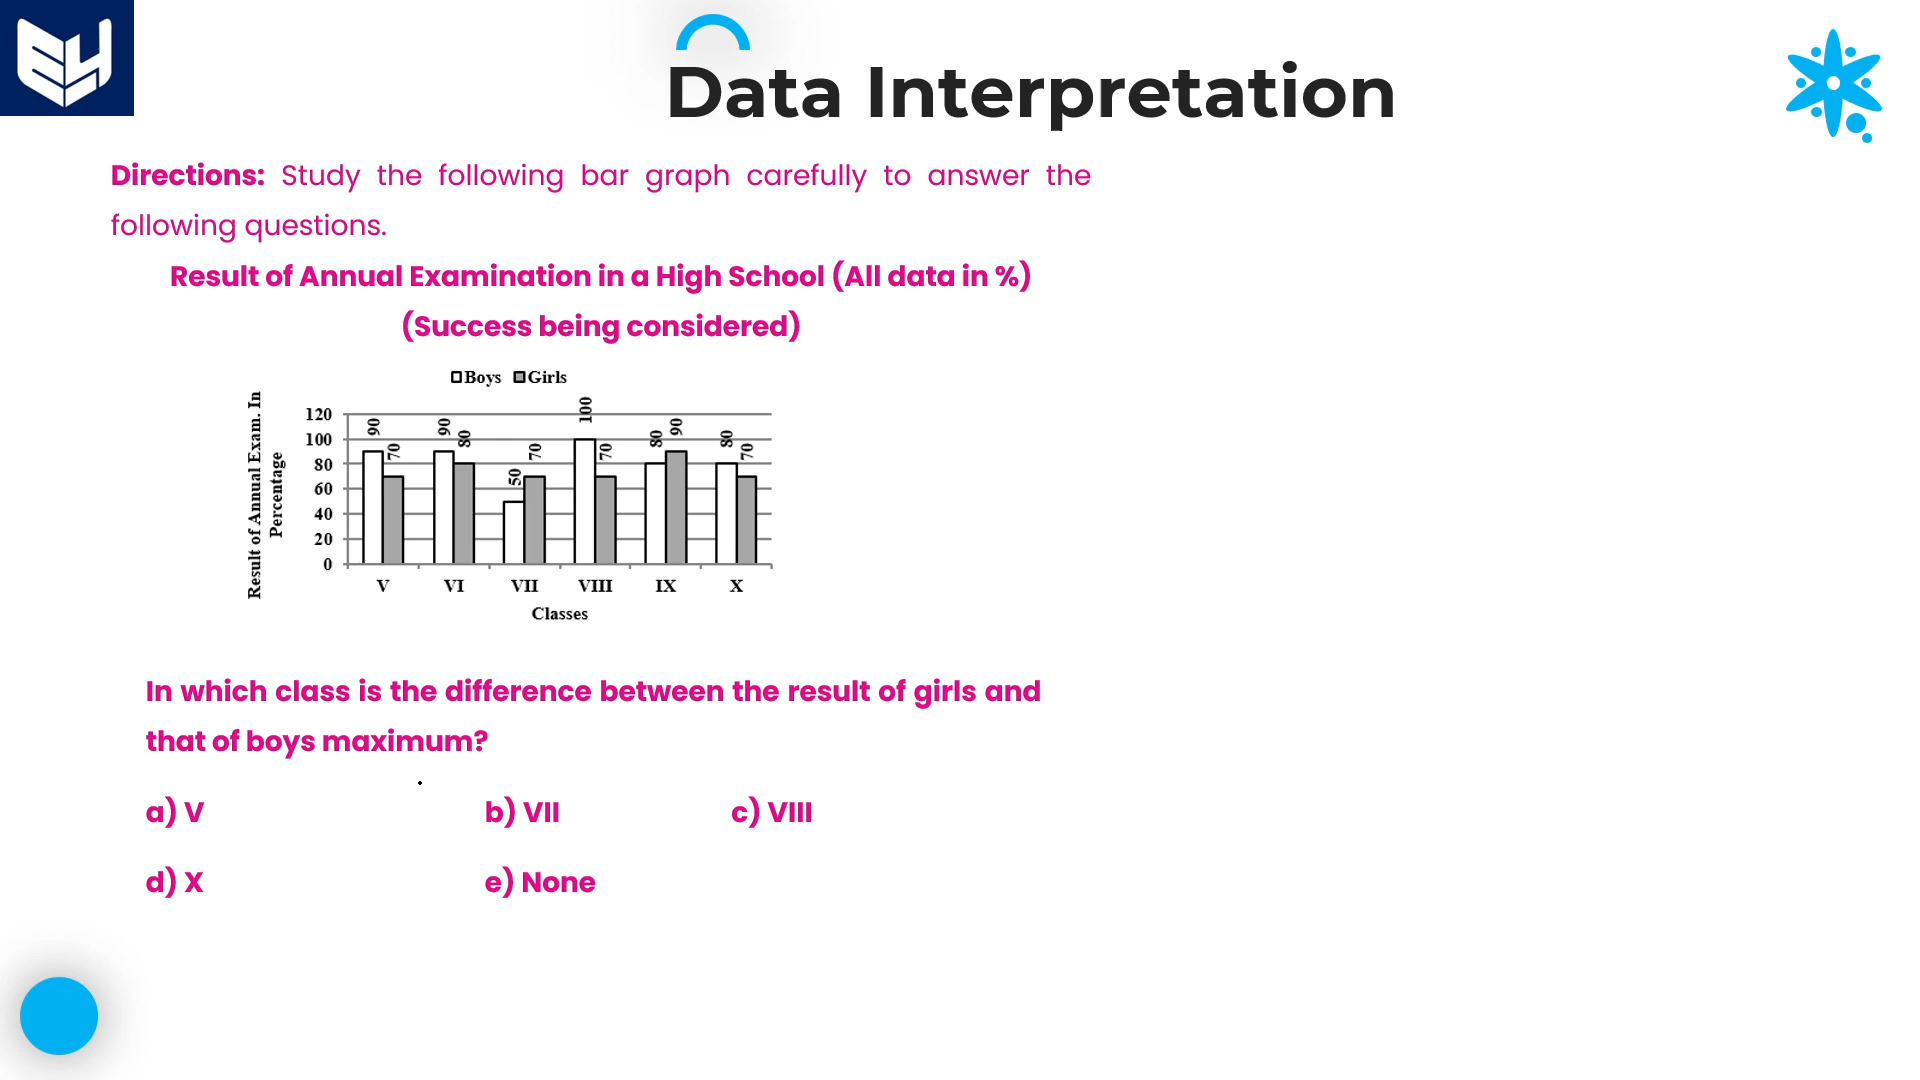 Data Interpretation
Directions: Study the following bar graph carefully to answer the
following questions.
Result of Annual Examination in a High School (All data in %)
(Success being considered)
Boys Girls
Result of Annual Exam. In
Percentage
120
100
80
60
40
20
0
90 70 90 80 50 70 100 70 80 90 80 70
V VI VII VIII IX X
Classes
In which class is the difference between the result of girls and
that of boys maximum?
a) V b) VII c) VIII
d) X e) None